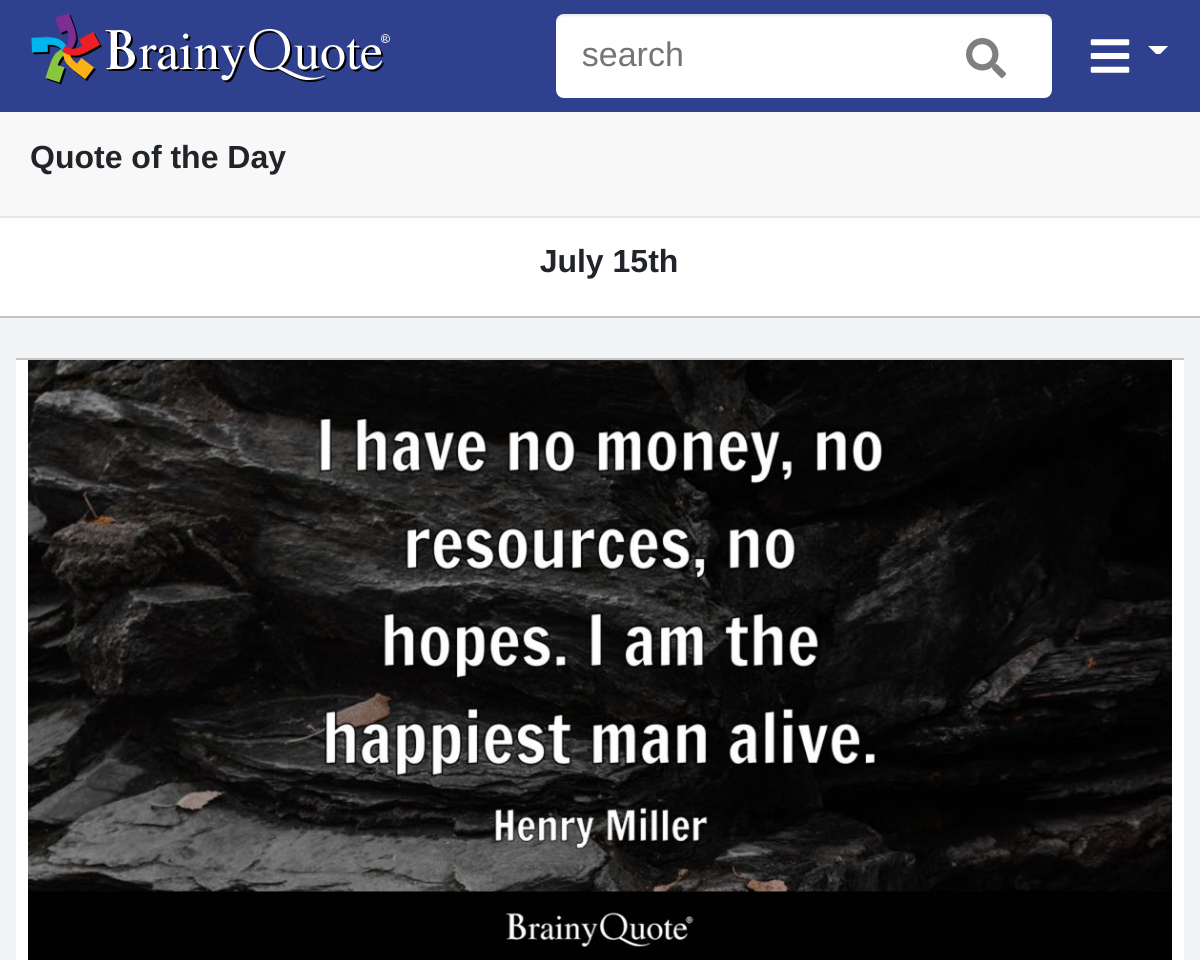 BrainyQuote®
search
Quote of the Day
July 15th
I have no money, no
resources, no
hopes. I am the
happiest man alive.
Henry Miller
BrainyQuote®